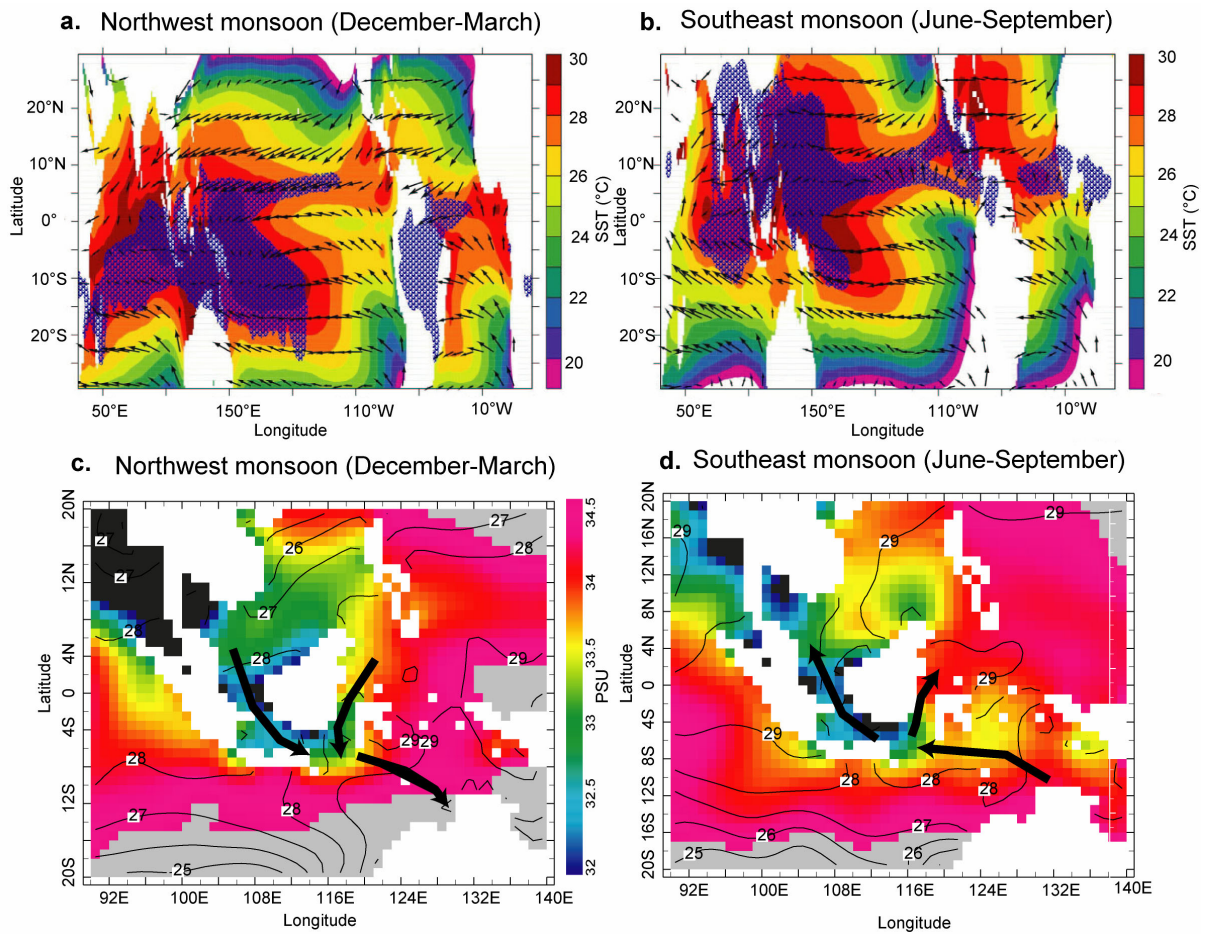 a. Northwest monsoon (December-March)
b. Southeast monsoon (June-September)
Latitude
20°N
10°N
0°
10°S
20°S
50°E 150°E 110°W 10°W
Longitude
30
28
26
24
22
20
SST (°C)
Latitude
20°N
10°N
0°
10°S
20°S
50°E 150°E 110°W 10°W
Longitude
30
28
26
24
22
20
SST (°C)
c. Northwest monsoon (December-March)
d. Southeast monsoon (June-September)
Latitude
20N
12N
4N
0
4S
12S
20S
27
27
28
26
27
28
27
28
29
29
29
28
28
27
25
92E 100E 108E 116E 124E 132E 140E
Longitude
34.5
34
33.5
33
32.5
32
PSU
Latitude
20N
16N
12N
8N
4N
0
4S
8S
12S
16S
20S
29
29
29
29
29
28
28
28
27
26
25
26
92E 100E 108E 116E 124E 132E 140E
Longitude